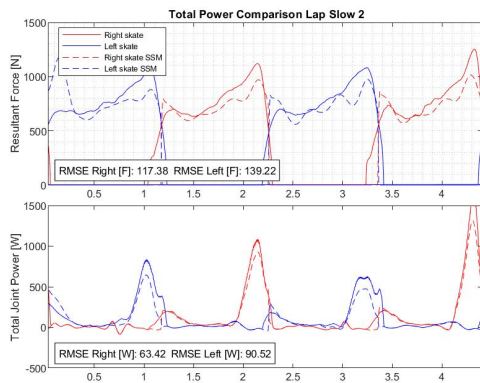 Total Power Comparison Lap Slow 2
Resultant Force [N]
1500
1000
500
0
Right skate
Left skate
Right skate SSM
Left skate SSM
RMSE Right [F]: 117.38 RMSE Left [F]: 139.22
0.5 1 1.5 2 2.5 3 3.5 4
Total Joint Power [W]
1500
1000
500
0
-500
RMSE Right [W]: 63.42 RMSE Left [W]: 90.52
0.5 1 1.5 2 2.5 3 3.5 4